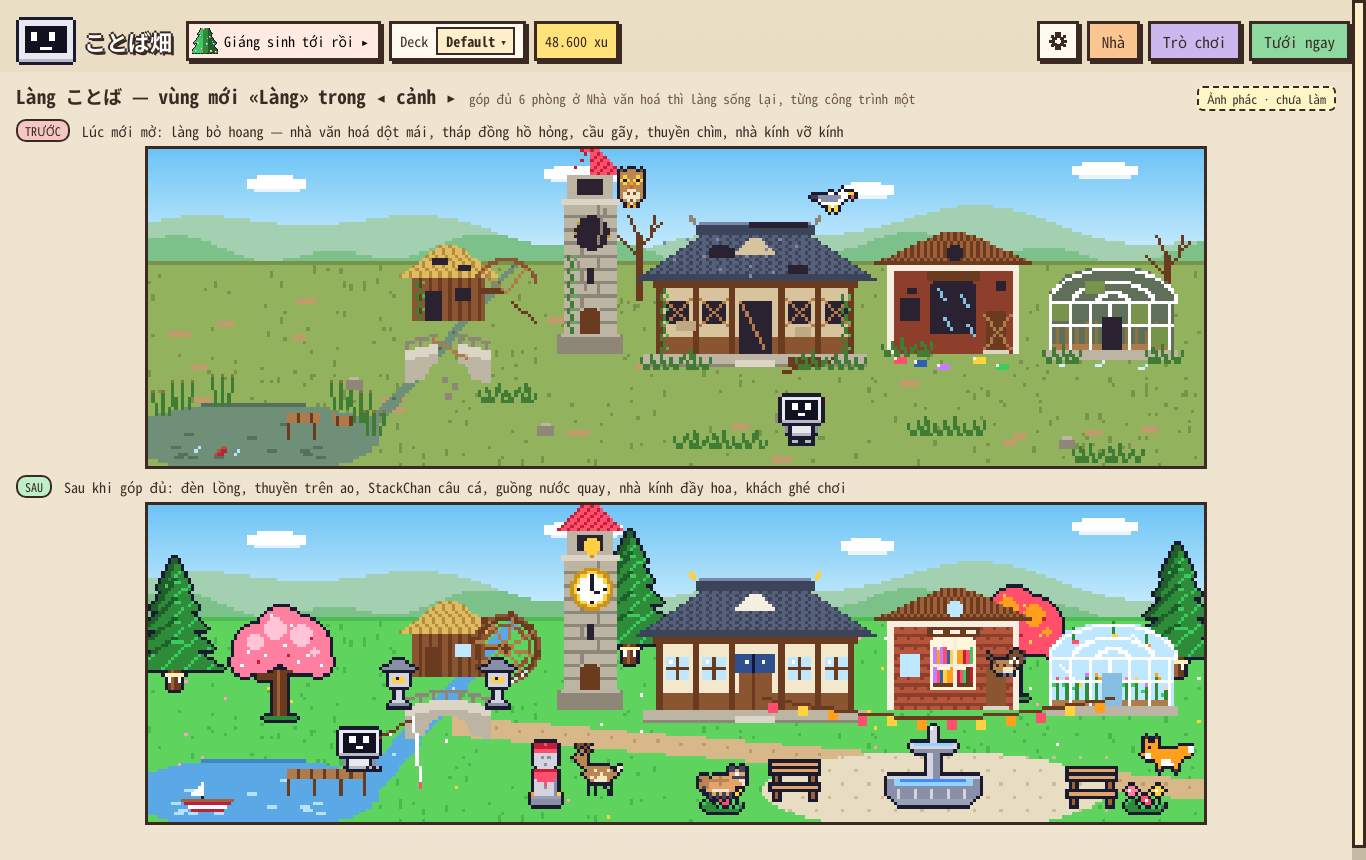 ことば畑
Giáng sinh tới rồi ▸
Deck Default ▾
48.600 xu
Nhà
Trò chơi
Tưới ngay
Làng ことば — vùng mới «Làng» trong ◂ cảnh ▸
góp đủ 6 phòng ở Nhà văn hoá thì làng sống lại, từng công trình một
Ảnh phác · chưa làm
TRƯỚC
Lúc mới mở: làng bỏ hoang — nhà văn hoá dột mái, tháp đồng hồ hỏng, cầu gãy, thuyền chìm, nhà kính vỡ kính
SAU
Sau khi góp đủ: đèn lồng, thuyền trên ao, StackChan câu cá, guồng nước quay, nhà kính đầy hoa, khách ghé chơi